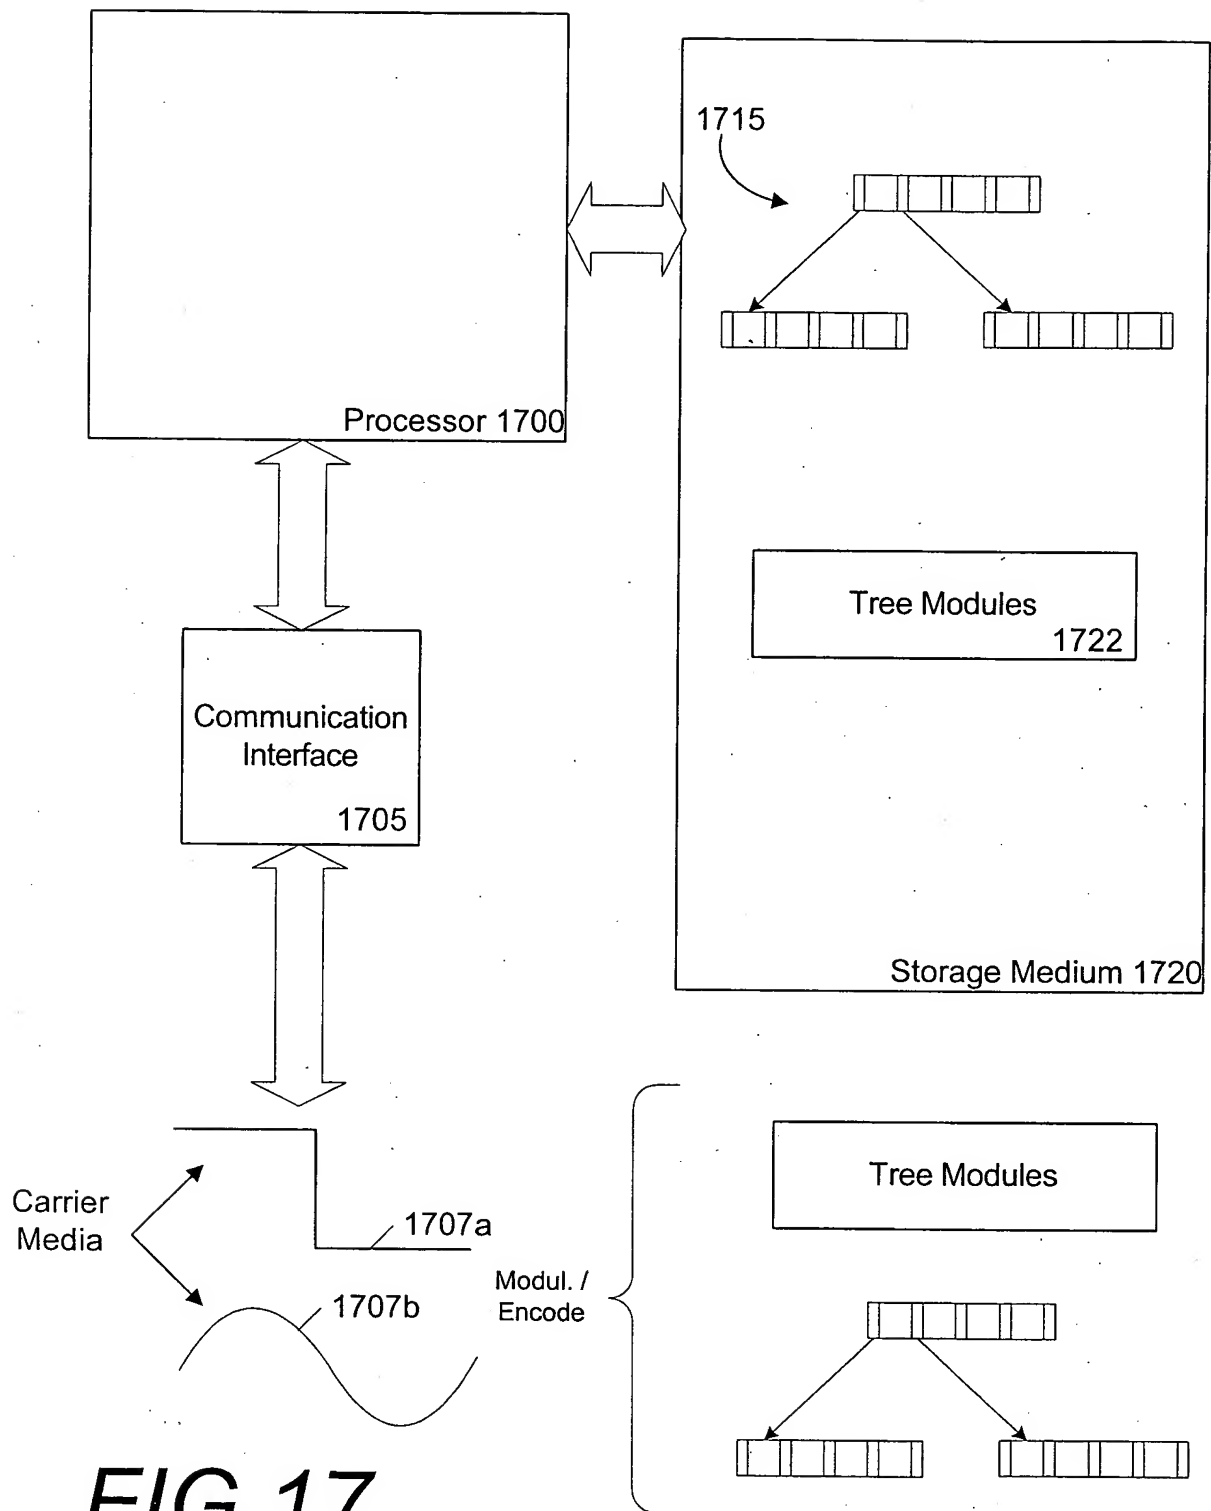 1715
Processor 1700
Tree Modules
1722
Communication
Interface
1705
Storage Medium 1720
Carrier
Media
1707a
1707b
Modul. /
Encode
Tree Modules
FIG 17